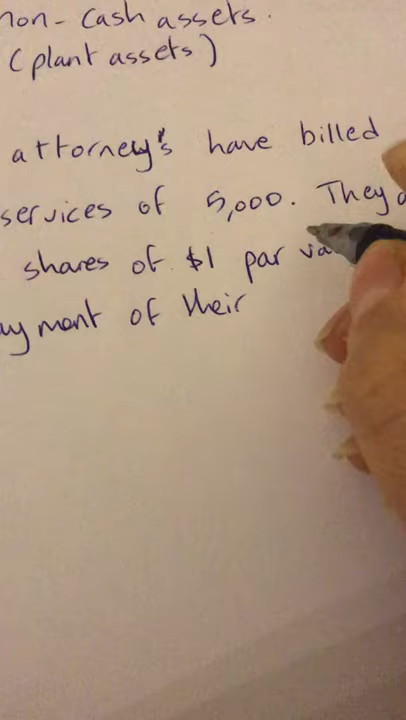 non-cash assets.
(plant assets)
attorney's have billed
services of 5,000. They
shares of $1 par
of their